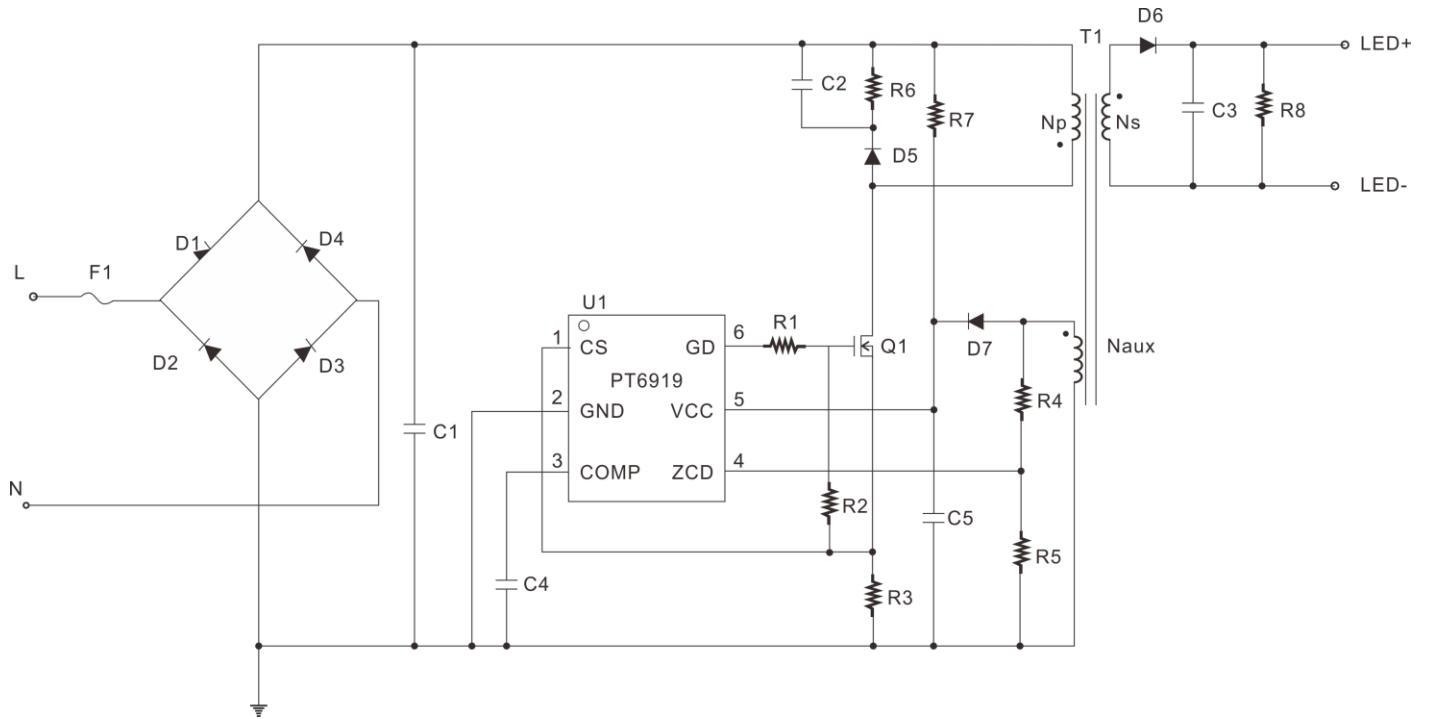 D6
T1
LED+
C2
R6
R7
Np
Ns
C3
R8
D5
LED-
D1
D4
L
F1
U1
D2
D3
1
CS
GD
6
R1
Q1
D7
Naux
PT6919
2
GND
VCC
5
R4
C1
3
COMP
ZCD
4
N
R2
C5
R5
C4
R3